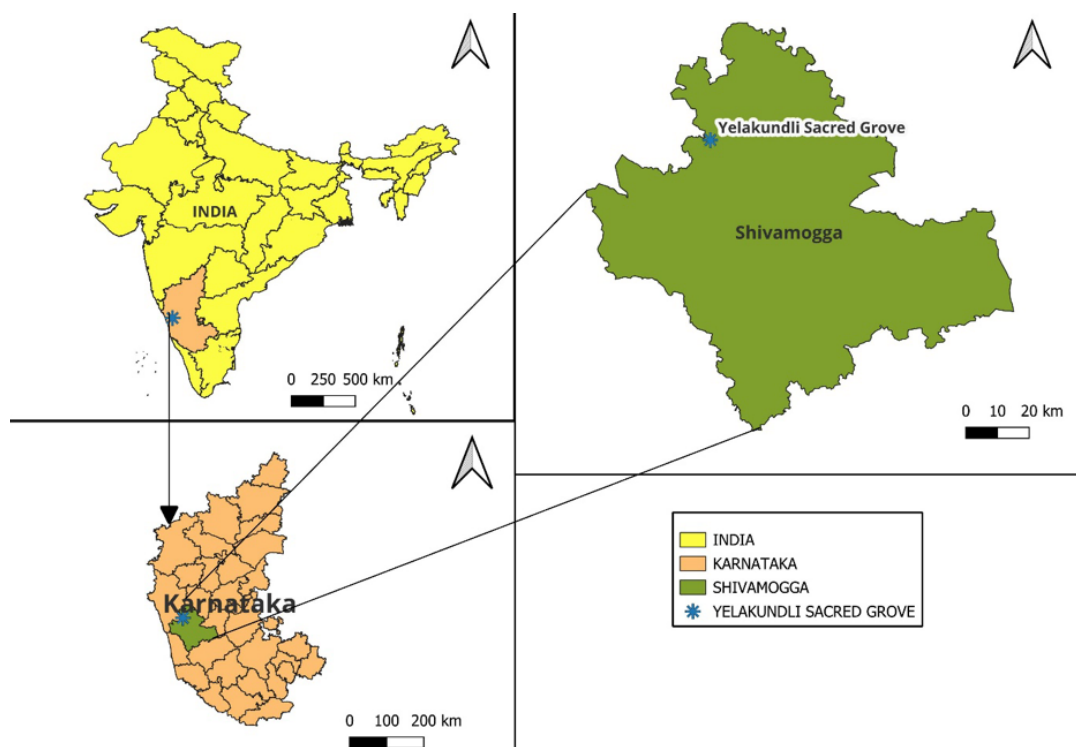 INDIA
0 250 500 km
Yelakundli Sacred Grove
Shivamogga
0 10 20 km
Karnataka
0 100 200 km
INDIA
KARNATAKA
SHIVAMOGGA
YELAKUNDLI SACRED GROVE